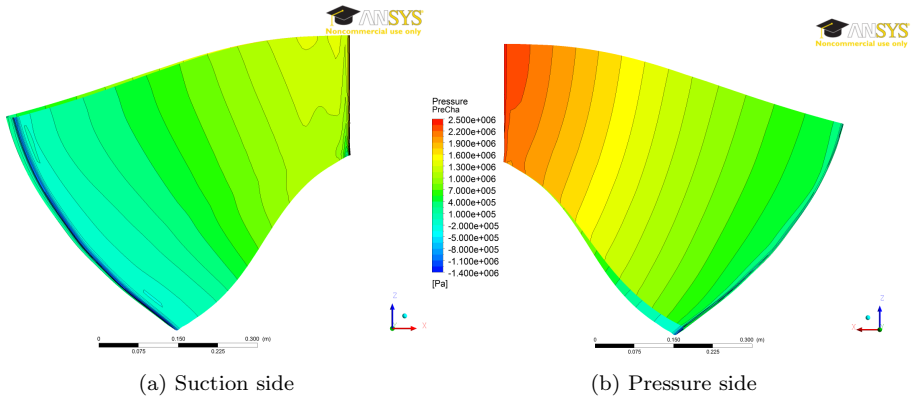 ANSYS
Noncommercial use only
ANSYS
Noncommercial use only
Pressure
PreCha
2.500e+006
2.200e+006
1.900e+006
1.600e+006
1.300e+006
1.000e+006
7.000e+005
4.000e+005
1.000e+005
-2.000e+005
-5.000e+005
-8.000e+005
-1.100e+006
-1.400e+006
[Pa]
Z
X
Z
X
0 0.150 0.300 (m)
0.075 0.225
0 0.150 0.300 (m)
0.075 0.225
(a) Suction side
(b) Pressure side